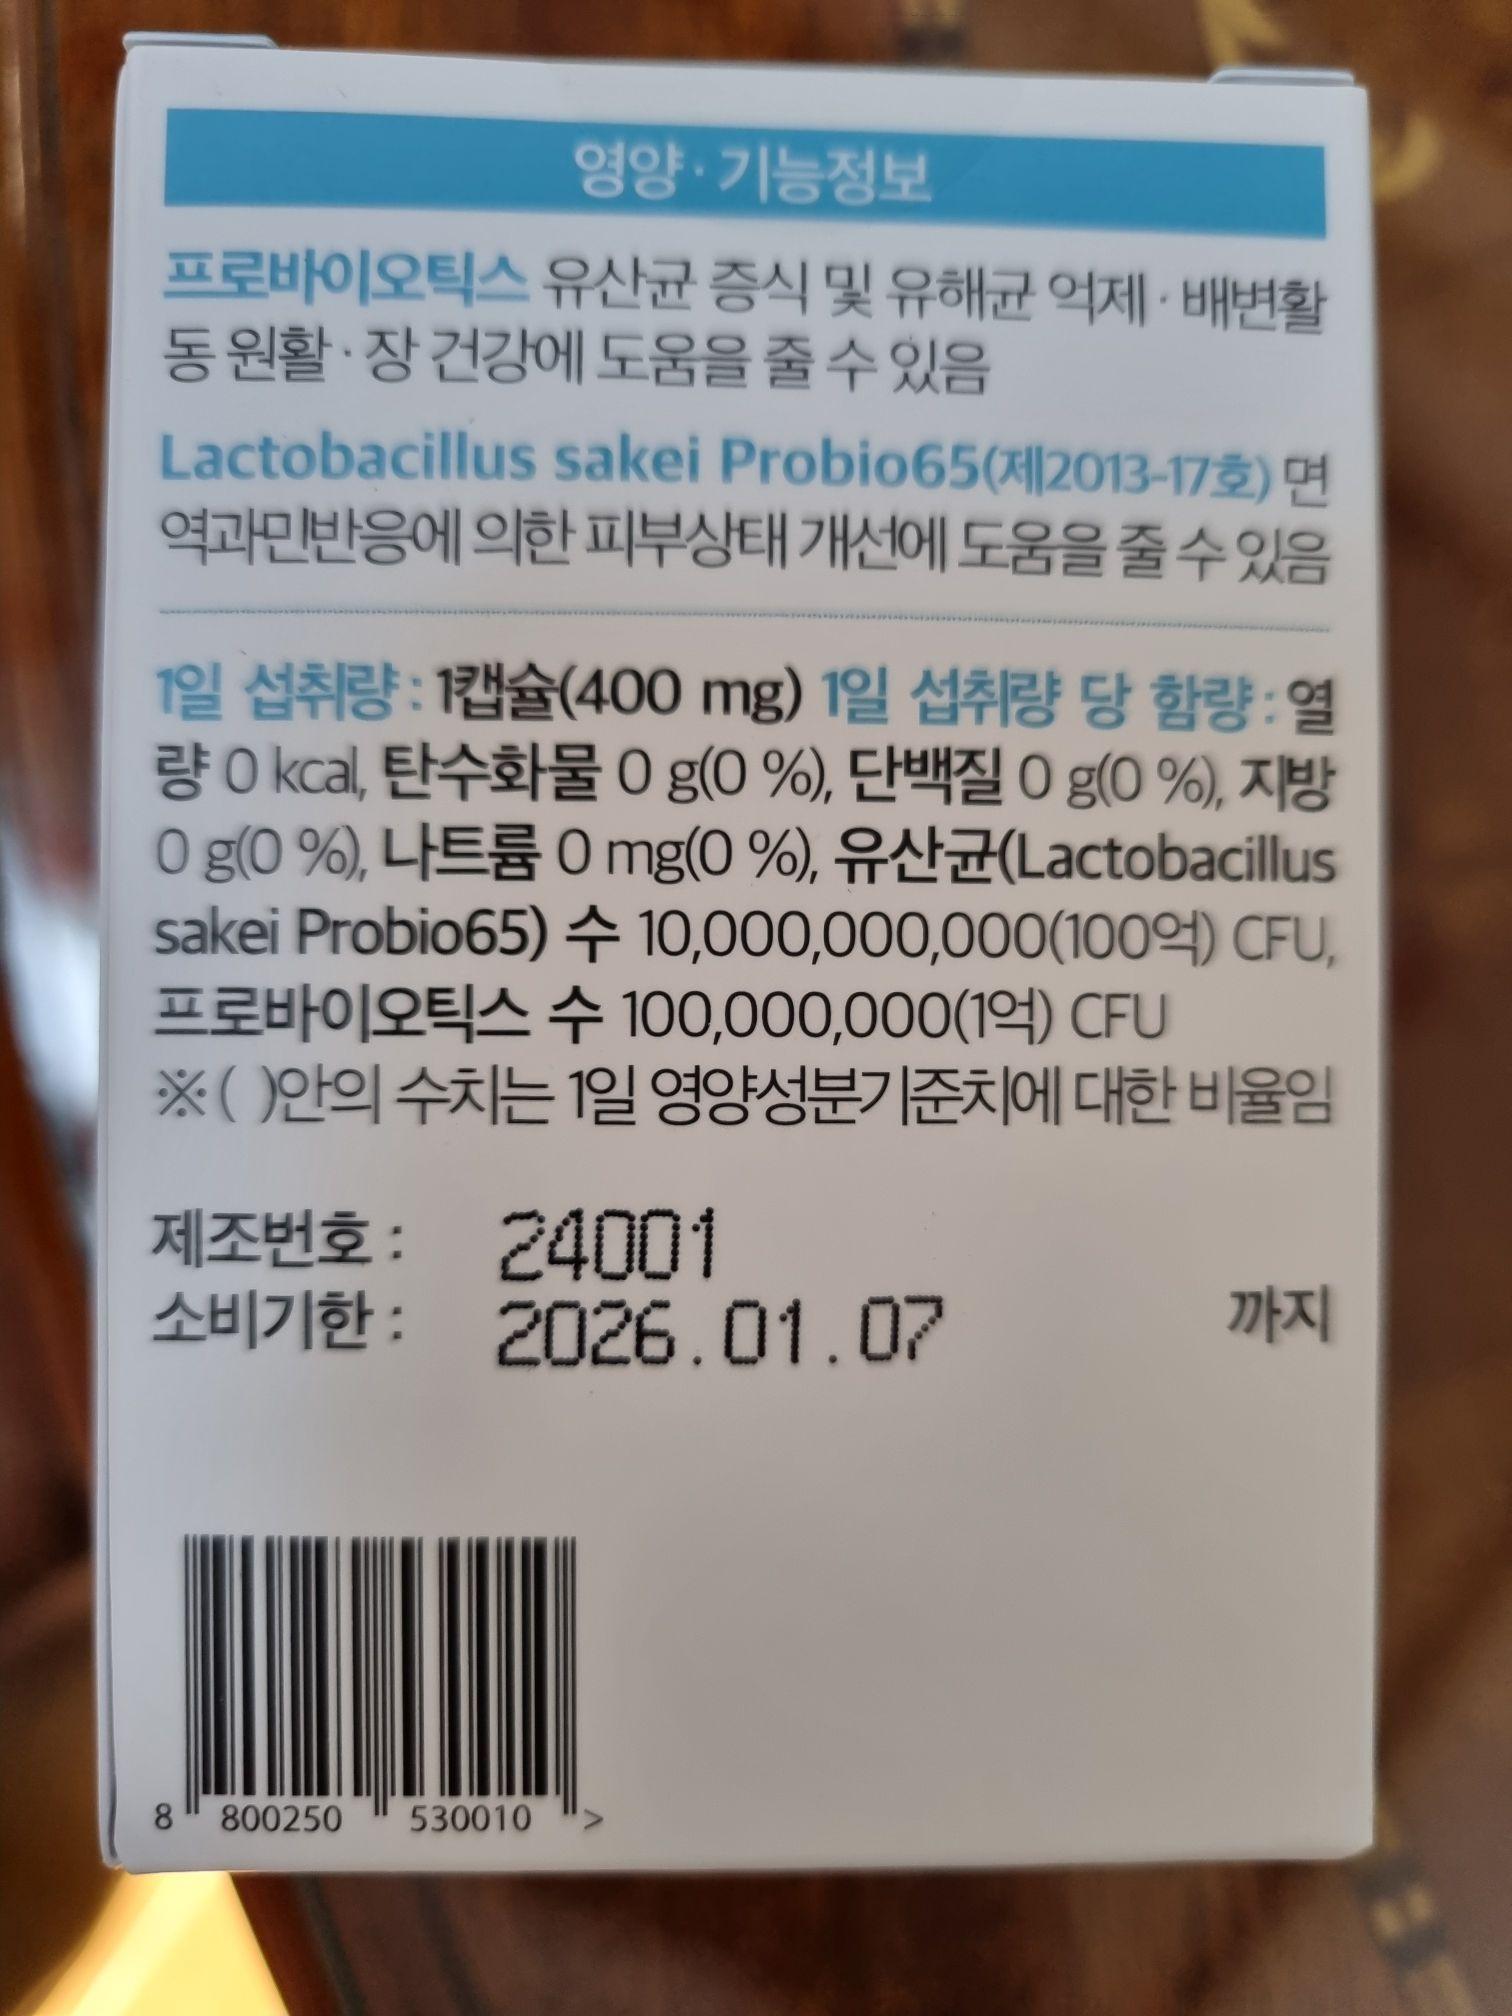 영양·기능정보
프로바이오틱스 유산균 증식 및 유해균 억제·배변활
동 원활·장 건강에 도움을 줄 수 있음
Lactobacillus sakei Probio65(제2013-17호) 면
역과민반응에 의한 피부상태 개선에 도움을 줄 수 있음
1일 섭취량 : 1캡슐(400 mg) 1일 섭취량 당 함량 : 열
량 0 kcal, 탄수화물 0 g(0 %), 단백질 0 g(0 %), 지방
0 g(0 %), 나트륨 0 mg(0 %), 유산균(Lactobacillus
sakei Probio65) 수 10,000,000,000(100억) CFU,
프로바이오틱스 수 100,000,000(1억) CFU
※( )안의 수치는 1일 영양성분기준치에 대한 비율임
제조번호 : 24001
소비기한 : 2026.01.07 까지
8 800250 530010 >